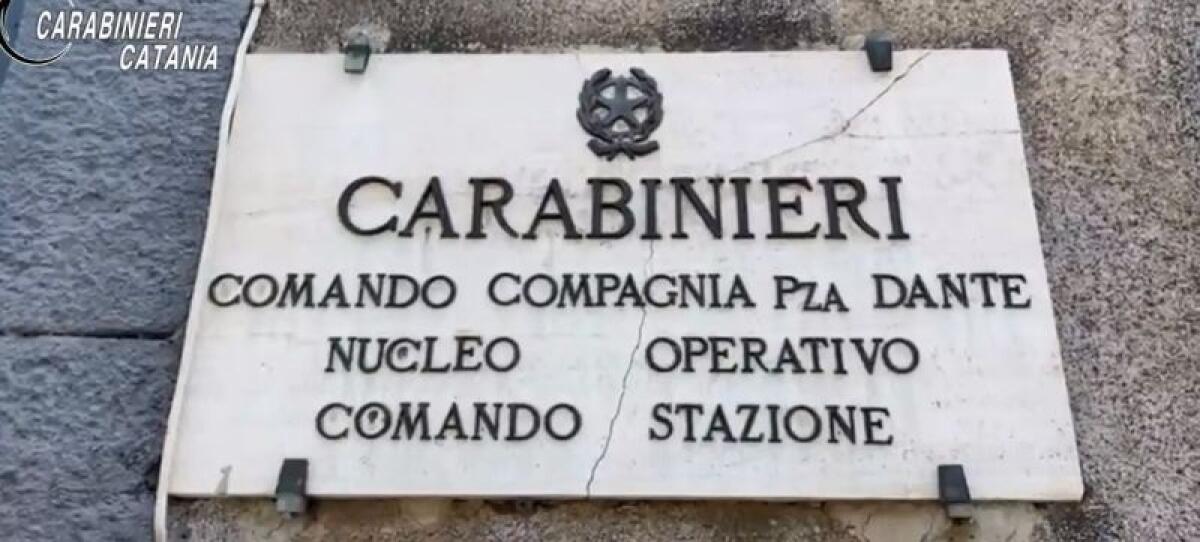 CARABINIERI
CATANIA
CARABINIERI
COMANDO COMPAGNIA PZA DANTE
NUCLEO OPERATIVO
COMANDO STAZIONE